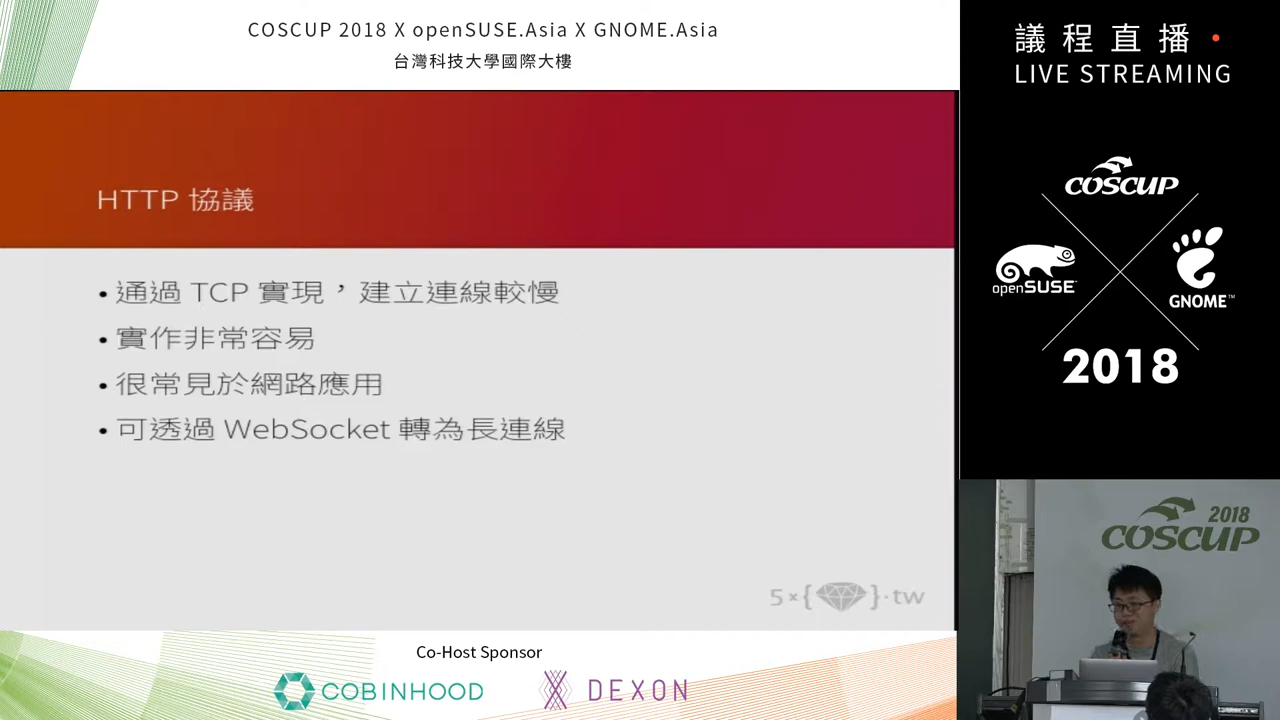 COSCUP 2018 X openSUSE.Asia X GNOME.Asia
台灣科技大學國際大樓
議程直播
LIVE STREAMING
HTTP 協議
• 通過 TCP 實現，建立連線較慢
• 實作非常容易
• 很常見於網路應用
• 可透過 WebSocket 轉為長連線
5×{ }·tw
COSCUP
openSUSE
GNOME™
2018
2018
COSCUP
Co-Host Sponsor
COBINHOOD
DEXON